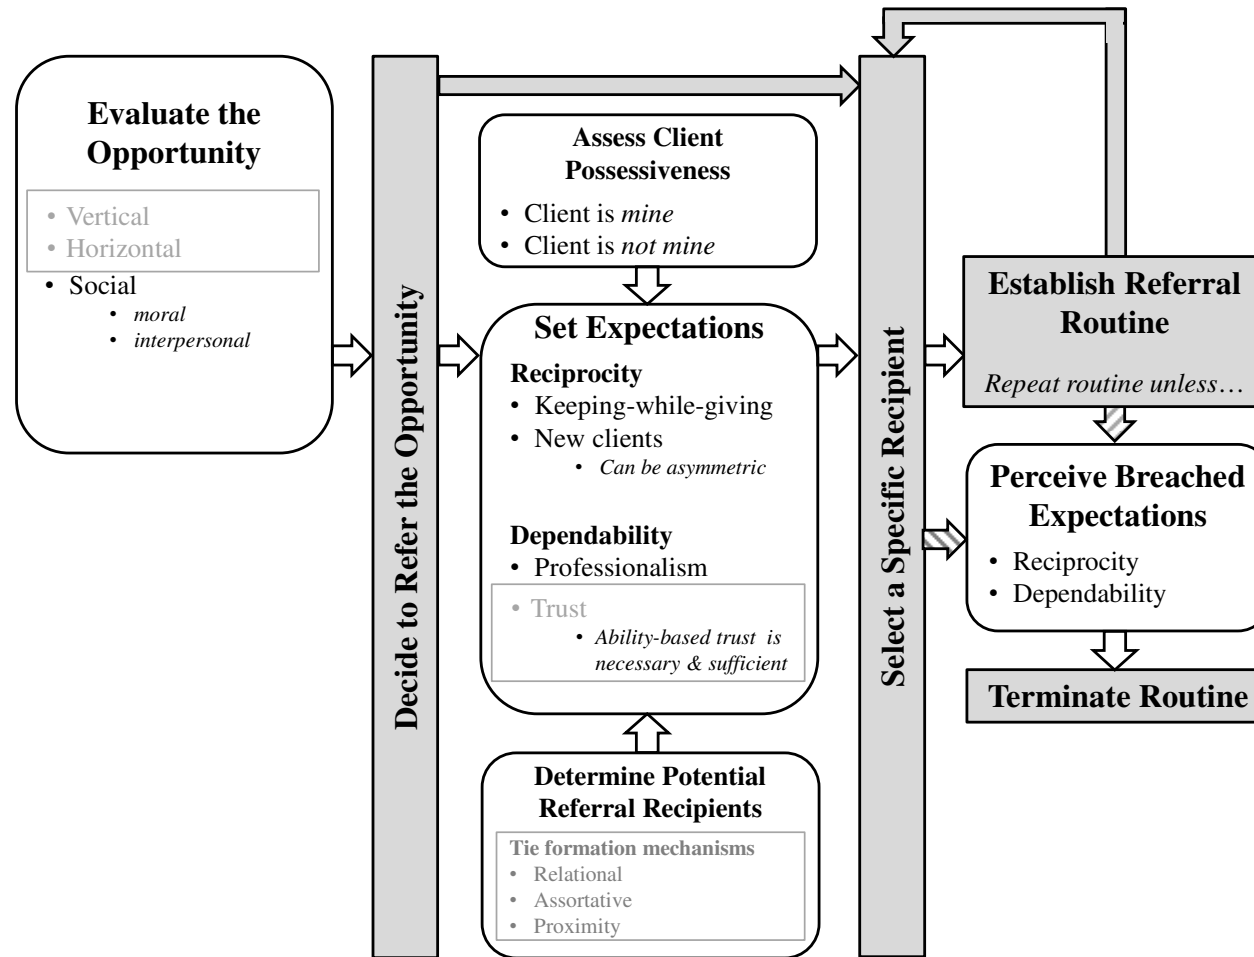 Evaluate the
Opportunity
• Vertical
• Horizontal
• Social
• moral
• interpersonal
Decide to Refer the Opportunity
Assess Client
Possessiveness
• Client is mine
• Client is not mine
Set Expectations
Reciprocity
• Keeping-while-giving
• New clients
• Can be asymmetric
Dependability
• Professionalism
• Trust
• Ability-based trust is
necessary & sufficient
Determine Potential
Referral Recipients
Tie formation mechanisms
• Relational
• Assortative
• Proximity
Select a Specific Recipient
Establish Referral
Routine
Repeat routine unless…
Perceive Breached
Expectations
• Reciprocity
• Dependability
Terminate Routine